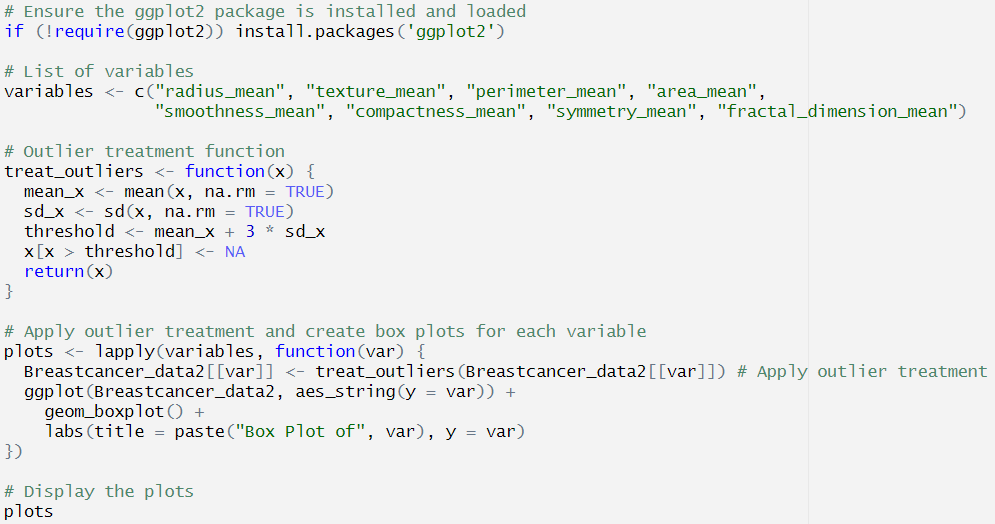 # Ensure the ggplot2 package is installed and loaded
if (!require(ggplot2)) install.packages('ggplot2')

# List of variables
variables <- c("radius_mean", "texture_mean", "perimeter_mean", "area_mean",
               "smoothness_mean", "compactness_mean", "symmetry_mean", "fractal_dimension_mean")

# Outlier treatment function
treat_outliers <- function(x) {
  mean_x <- mean(x, na.rm = TRUE)
  sd_x <- sd(x, na.rm = TRUE)
  threshold <- mean_x + 3 * sd_x
  x[x > threshold] <- NA
  return(x)
}

# Apply outlier treatment and create box plots for each variable
plots <- lapply(variables, function(var) {
  Breastcancer_data2[[var]] <- treat_outliers(Breastcancer_data2[[var]]) # Apply outlier treatment
  ggplot(Breastcancer_data2, aes_string(y = var)) +
    geom_boxplot() +
    labs(title = paste("Box Plot of", var), y = var)
})

# Display the plots
plots